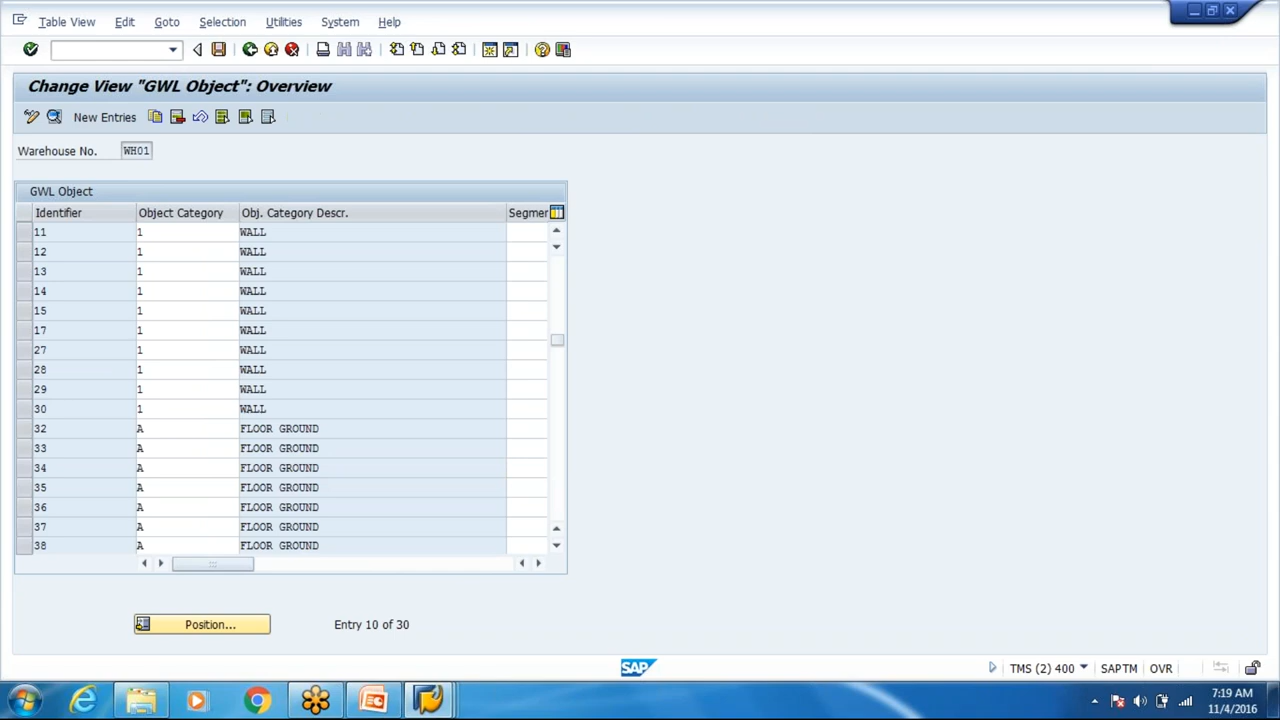 Table View Edit Goto Selection Utilities System Help
Change View "GWL Object": Overview
New Entries
Warehouse No. WH01
GWL Object
Identifier Object Category Obj. Category Descr. Segmer
11 1 WALL
12 1 WALL
13 1 WALL
14 1 WALL
15 1 WALL
17 1 WALL
27 1 WALL
28 1 WALL
29 1 WALL
30 1 WALL
32 A FLOOR GROUND
33 A FLOOR GROUND
34 A FLOOR GROUND
35 A FLOOR GROUND
36 A FLOOR GROUND
37 A FLOOR GROUND
38 A FLOOR GROUND
Position... Entry 10 of 30
SAP TMS (2) 400 SAPTM OVR
7:19 AM
11/4/2016